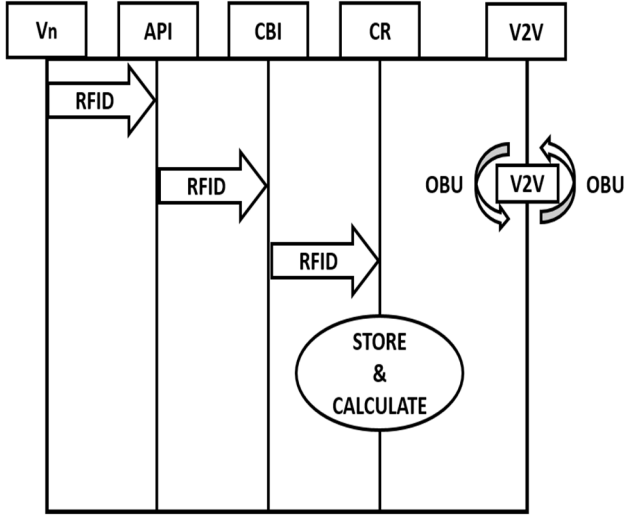 Vn
API
CBI
CR
V2V
RFID
RFID
OBU
V2V
OBU
RFID
STORE
&
CALCULATE